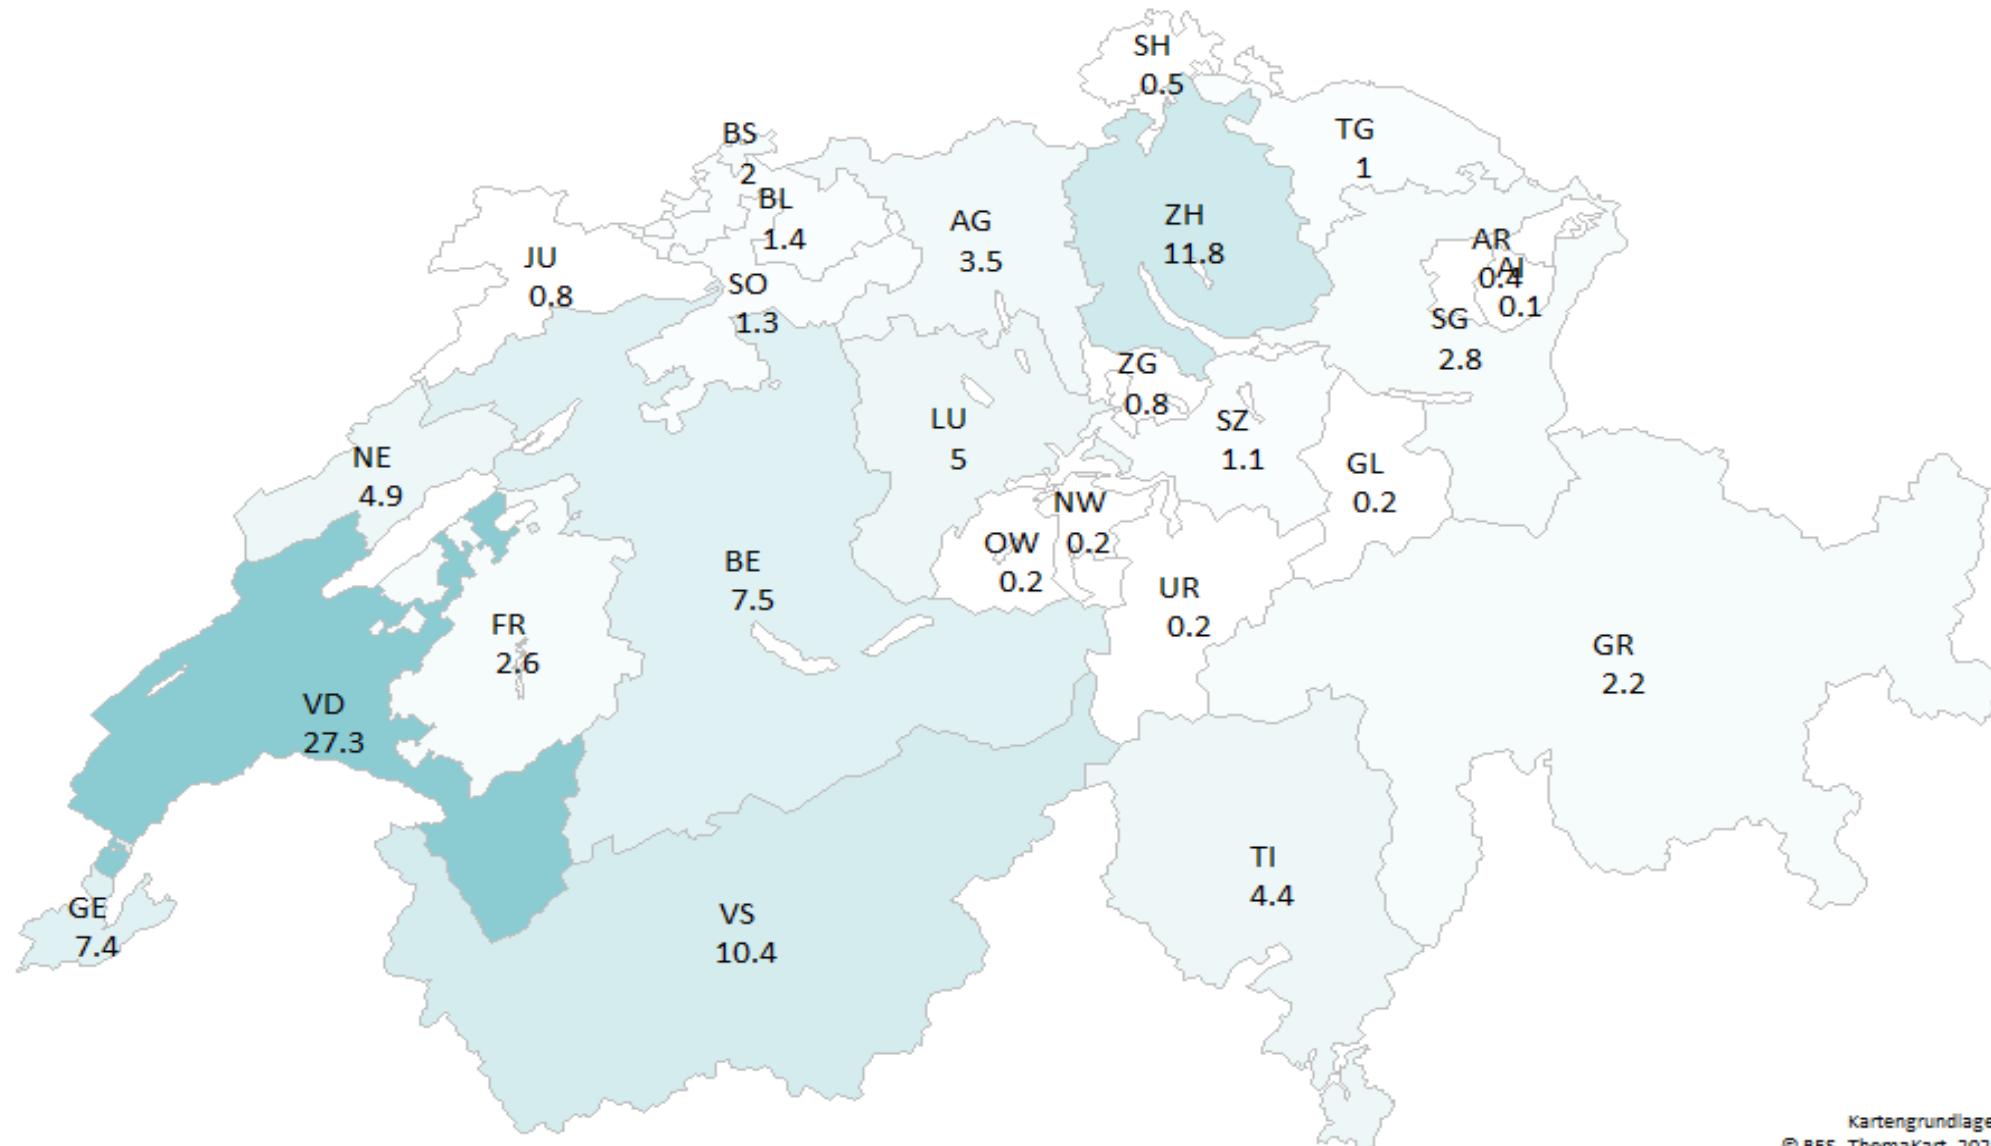 SH
0.5
BS
2
TG
1
BL
1.4
AG
3.5
ZH
11.8
AR
0.4
AI
0.1
JU
0.8
SO
1.3
SG
2.8
ZG
0.8
LU
5
SZ
1.1
NE
4.9
GL
0.2
NW
0.2
OW
0.2
BE
7.5
UR
0.2
FR
2.6
GR
2.2
VD
27.3
TI
4.4
GE
7.4
VS
10.4
Kartengrundlage
© BFS, ThemaKart, 202